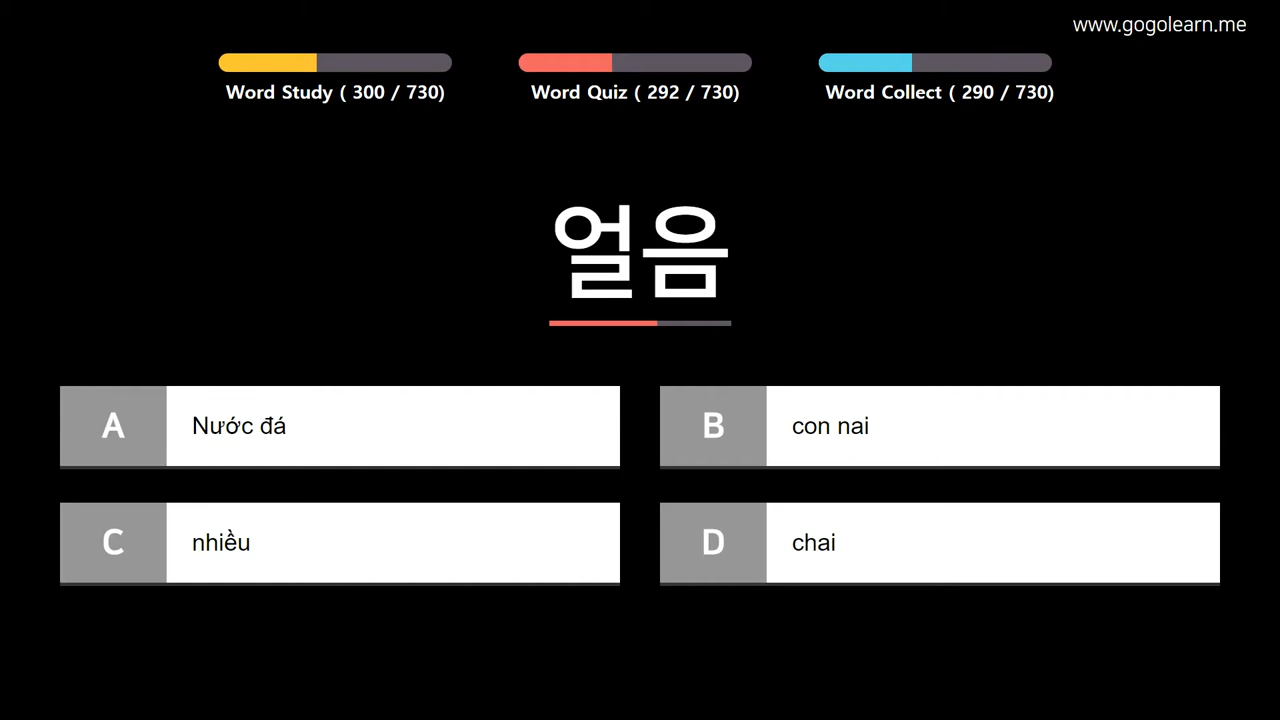 www.gogolearn.me
Word Study ( 300 / 730)
Word Quiz ( 292 / 730)
Word Collect ( 290 / 730)
얼음
A Nước đá
B con nai
C nhiều
D chai